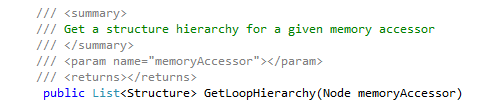 /// <summary>
/// Get a structure hierarchy for a given memory accessor
/// </summary>
/// <param name="memoryAccessor"></param>
/// <returns></returns>
public List<Structure> GetLoopHierarchy(Node memoryAccessor)